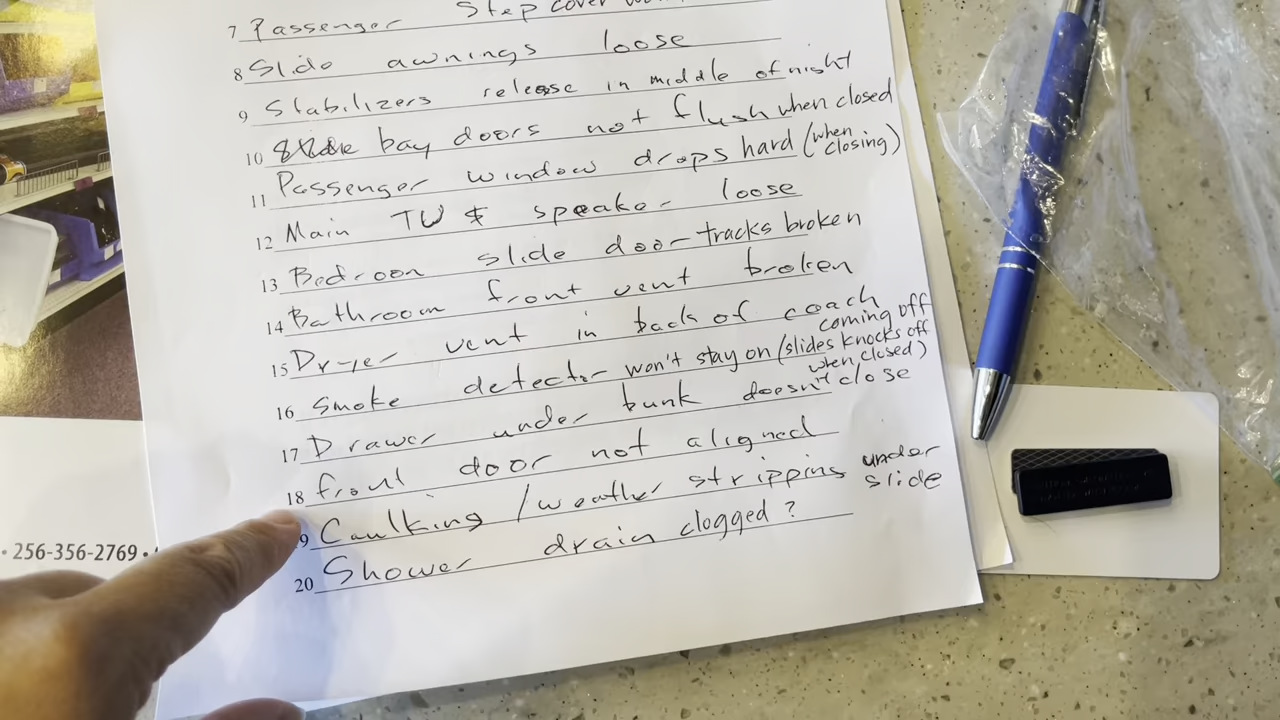 7 Passenger Step cover
8 Slide awnings loose
9 Stabilizers release in middle of night
10 bay doors not flush when closed
11 Passenger window drops hard (when closing)
12 Main TV & speaker loose
13 Bedroom slide door tracks broken
14 Bathroom front vent broken
15 Dryer vent in back of coach coming off
16 Smoke detector won't stay on (slides knocks off when closed)
17 Drawer under bunk doesn't close
18 front door not aligned
9 Caulking / weather stripping under slide
20 Shower drain clogged?
• 256-356-2769 •